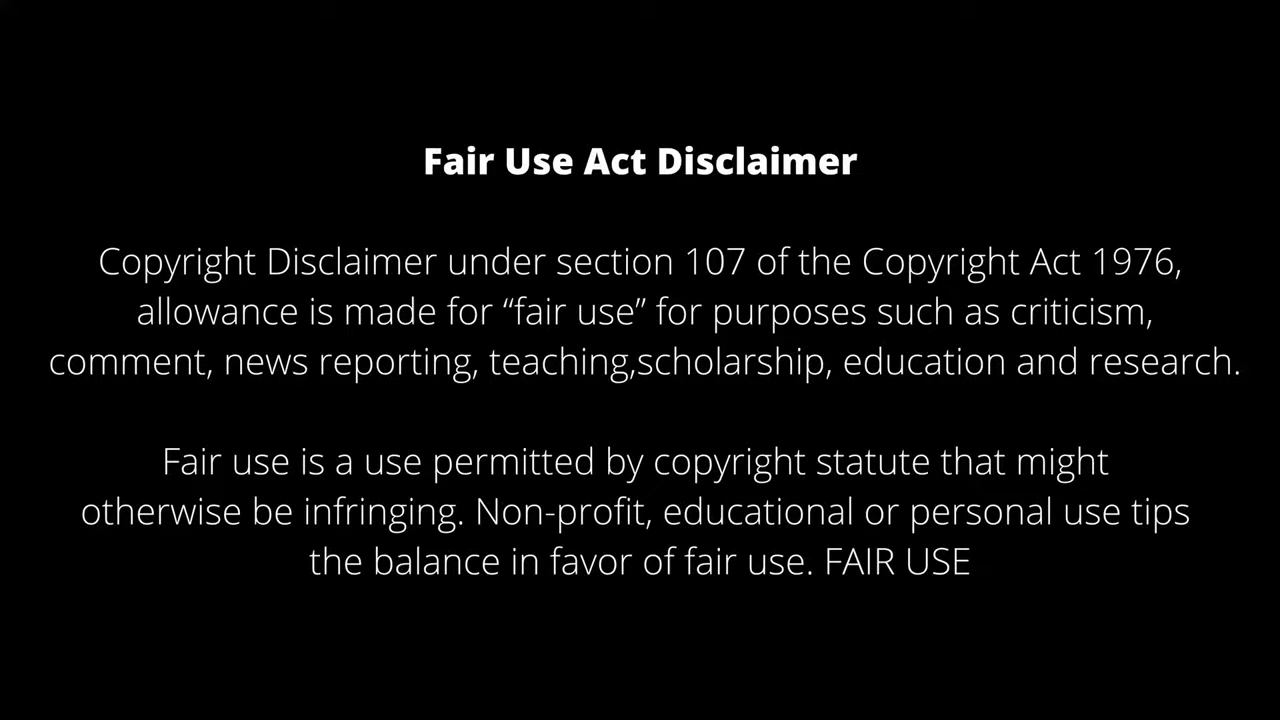 Fair Use Act Disclaimer
Copyright Disclaimer under section 107 of the Copyright Act 1976,
allowance is made for “fair use” for purposes such as criticism,
comment, news reporting, teaching,scholarship, education and research.
Fair use is a use permitted by copyright statute that might
otherwise be infringing. Non-profit, educational or personal use tips
the balance in favor of fair use. FAIR USE